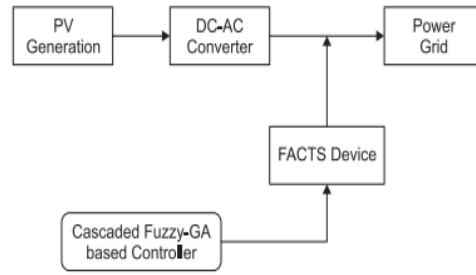 PV
Generation
DC-AC
Converter
Power
Grid
FACTS Device
Cascaded Fuzzy-GA
based Controller